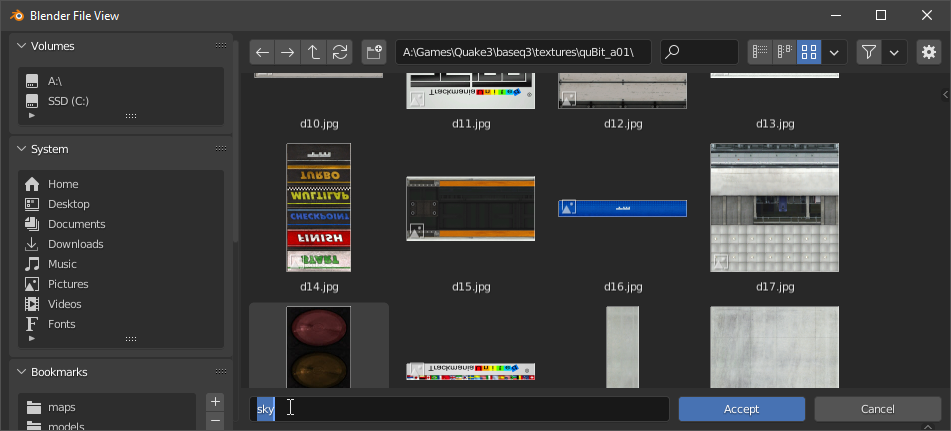 Blender File View
Volumes
A:\
SSD (C:)
System
Home
Desktop
Documents
Downloads
Music
Pictures
Videos
Fonts
Bookmarks
maps
models
A:\Games\Quake3\baseq3\textures\quBit_a01\
Trackmania United
d10.jpg
d11.jpg
d12.jpg
d13.jpg
TURBO
MULTILAP
CHECKPOINT
FINISH
START
d14.jpg
d15.jpg
d16.jpg
d17.jpg
Trackmania United
sky
Accept
Cancel